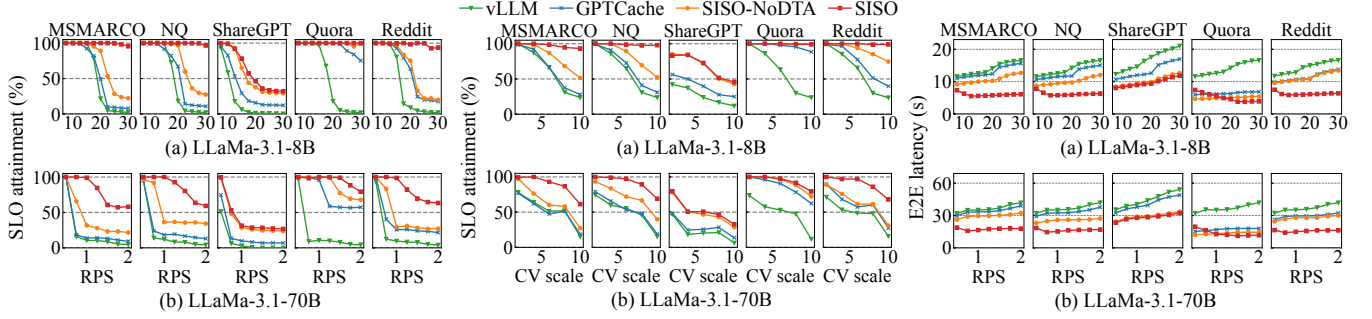 vLLM GPTCache SISO-NoDTA SISO
MSMARCO NQ ShareGPT Quora Reddit
SLO attainment (%)
100
50
0
10 20 30 10 20 30 10 20 30 10 20 30 10 20 30
(a) LLaMa-3.1-8B
100
50
0
1 2 1 2 1 2 1 2 1 2
RPS RPS RPS RPS RPS
(b) LLaMa-3.1-70B
MSMARCO NQ ShareGPT Quora Reddit
SLO attainment (%)
100
50
0
5 10 5 10 5 10 5 10 5 10
(a) LLaMa-3.1-8B
100
50
0
5 10 5 10 5 10 5 10 5 10
CV scale CV scale CV scale CV scale CV scale
(b) LLaMa-3.1-70B
MSMARCO NQ ShareGPT Quora Reddit
E2E latency (s)
20
10
0
10 20 30 10 20 30 10 20 30 10 20 30 10 20 30
(a) LLaMa-3.1-8B
60
30
0
1 2 1 2 1 2 1 2 1 2
RPS RPS RPS RPS RPS
(b) LLaMa-3.1-70B